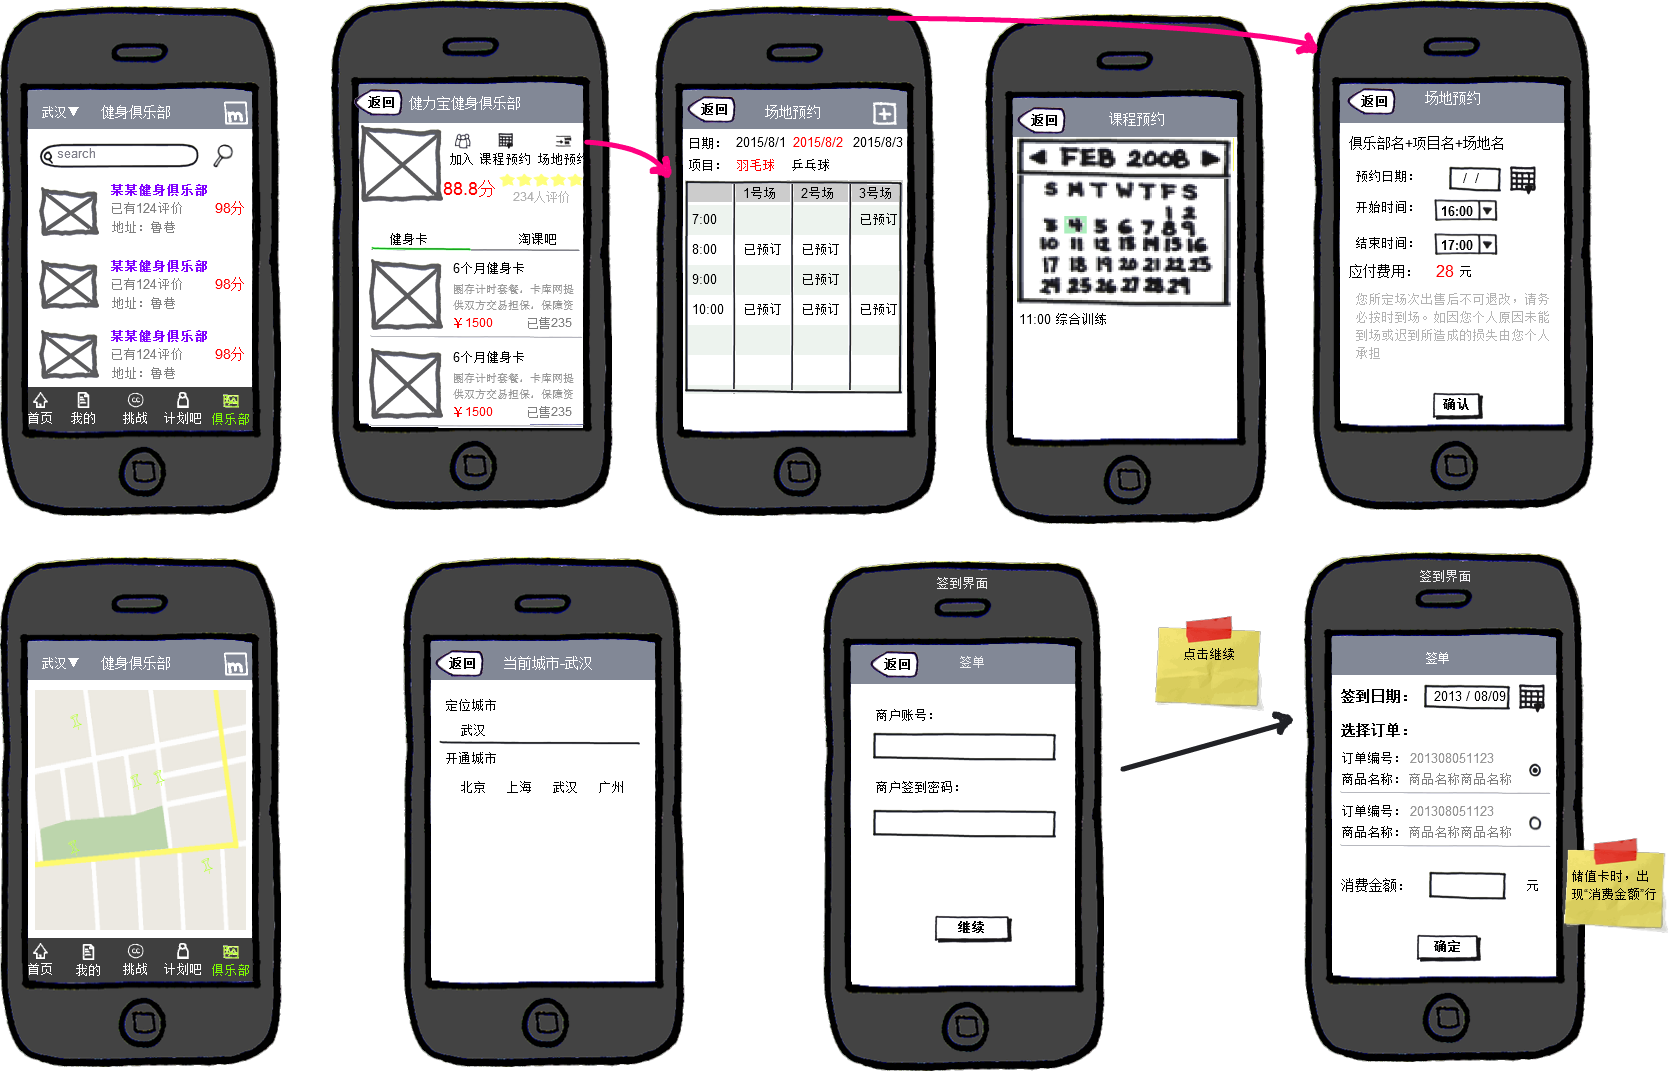 武汉▼ 健身俱乐部 m
search
某某健身俱乐部
已有124评价 98分
地址：鲁巷
某某健身俱乐部
已有124评价 98分
地址：鲁巷
某某健身俱乐部
已有124评价 98分
地址：鲁巷
首页 我的 挑战 计划吧 俱乐部
返回 健力宝健身俱乐部
加入 课程预约 场地预约
88.8分
234人评价
健身卡 淘课吧
6个月健身卡
圈存计时套餐，卡库网提
供双方交易担保，保障资
￥1500 已售235
6个月健身卡
圈存计时套餐，卡库网提
供双方交易担保，保障资
￥1500 已售235
返回 场地预约
日期： 2015/8/1 2015/8/2 2015/8/3
项目： 羽毛球 乒乓球
1号场 2号场 3号场
7:00 已预订
8:00 已预订 已预订
9:00 已预订
10:00 已预订 已预订 已预订
返回 课程预约
FEB 2008
S M T W T F S
1 2
3 4 5 6 7 8 9
10 11 12 13 14 15 16
17 18 19 20 21 22 23
24 25 26 27 28 29
11:00 综合训练
返回 场地预约
俱乐部名+项目名+场地名
预约日期： / /
开始时间： 16:00
结束时间： 17:00
应付费用： 28 元
您所定场次出售后不可退改，请务
必按时到场。如因您个人原因未能
到场或迟到所造成的损失由您个人
承担
确认
武汉▼ 健身俱乐部 m
首页 我的 挑战 计划吧 俱乐部
返回 当前城市-武汉
定位城市
武汉
开通城市
北京 上海 武汉 广州
签到界面
返回 签单
商户账号：
商户签到密码：
继续
点击继续
签到界面
签单
签到日期： 2013 / 08/09
选择订单：
订单编号： 201308051123
商品名称： 商品名称商品名称
订单编号： 201308051123
商品名称： 商品名称商品名称
消费金额： 元
确定
储值卡时，出
现“消费金额”行